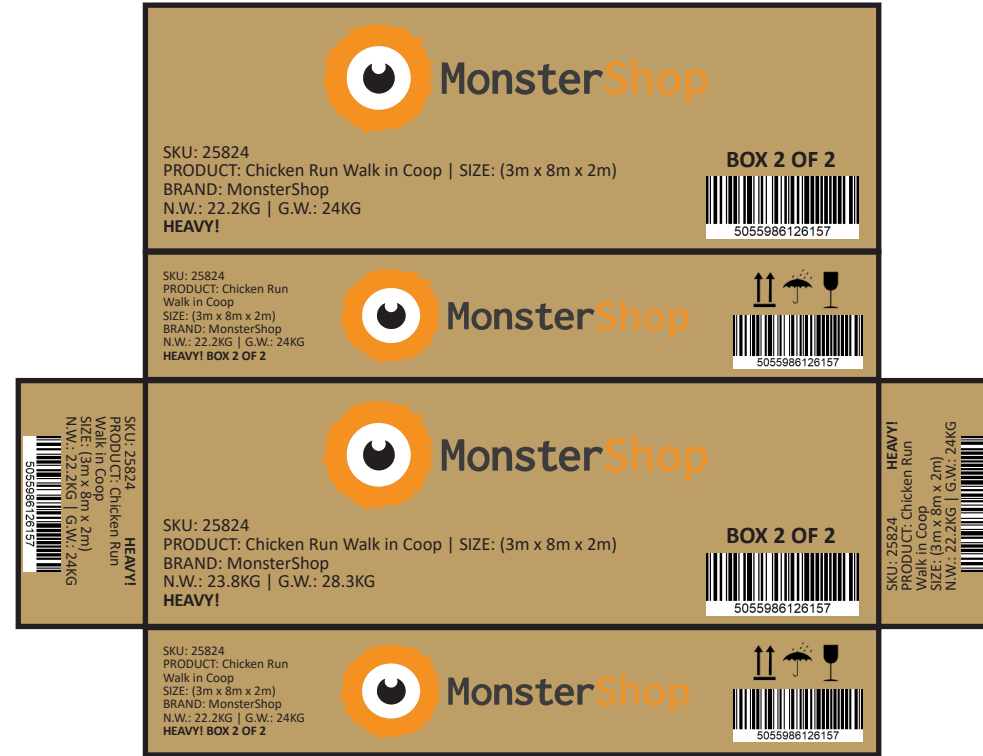 MonsterShop
SKU: 25824
PRODUCT: Chicken Run Walk in Coop | SIZE: (3m x 8m x 2m)
BRAND: MonsterShop
N.W.: 22.2KG | G.W.: 24KG
HEAVY!
BOX 2 OF 2
5055986126157
SKU: 25824
PRODUCT: Chicken Run
Walk in Coop
SIZE: (3m x 8m x 2m)
BRAND: MonsterShop
N.W.: 22.2KG | G.W.: 24KG
HEAVY! BOX 2 OF 2
MonsterShop
5055986126157
SKU: 25824 HEAVY!
PRODUCT: Chicken Run
Walk in Coop
SIZE: (3m x 8m x 2m)
N.W.: 22.2KG | G.W.: 24KG
5055986126157
MonsterShop
SKU: 25824
PRODUCT: Chicken Run Walk in Coop | SIZE: (3m x 8m x 2m)
BRAND: MonsterShop
N.W.: 23.8KG | G.W.: 28.3KG
HEAVY!
BOX 2 OF 2
5055986126157
SKU: 25824 HEAVY!
PRODUCT: Chicken Run
Walk in Coop
SIZE: (3m x 8m x 2m)
N.W.: 22.2KG | G.W.: 24KG
SKU: 25824
PRODUCT: Chicken Run
Walk in Coop
SIZE: (3m x 8m x 2m)
BRAND: MonsterShop
N.W.: 22.2KG | G.W.: 24KG
HEAVY! BOX 2 OF 2
MonsterShop
5055986126157